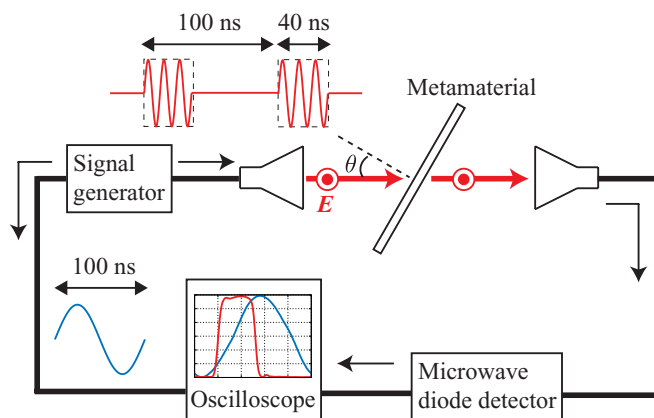 100 ns
40 ns
Metamaterial
θ
Signal
generator
E
100 ns
Oscilloscope
Microwave
diode detector